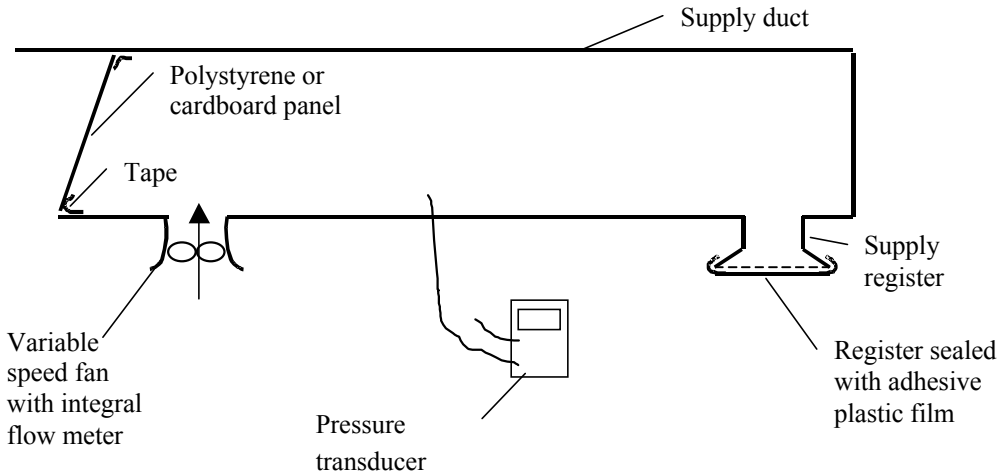 Supply duct
Polystyrene or
cardboard panel
Tape
Supply
register
Variable
speed fan
with integral
flow meter
Pressure
transducer
Register sealed
with adhesive
plastic film